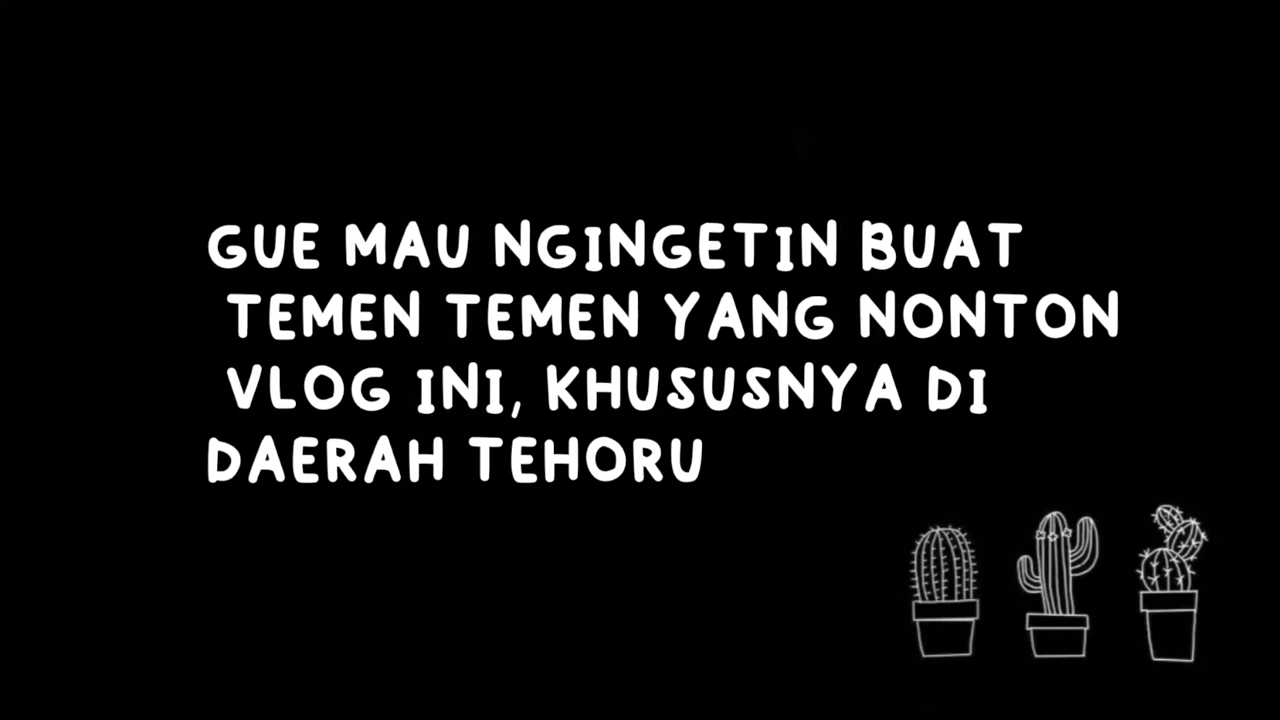 GUE MAU NGINGETIN BUAT
TEMEN TEMEN YANG NONTON
VLOG INI, KHUSUSNYA DI
DAERAH TEHORU